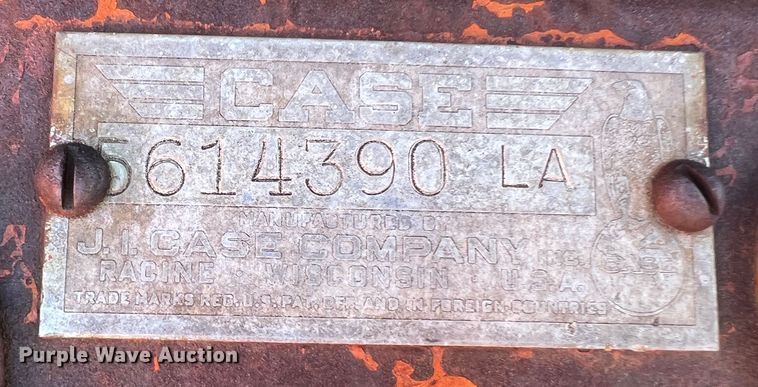 CASE
5614390 LA
MANUFACTURED BY
J. I. CASE COMPANY INC.
RACINE · WISCONSIN · U.S.A.
TRADE MARKS REG. U.S. PAT. OFF. AND IN FOREIGN COUNTRIES
Purple Wave Auction